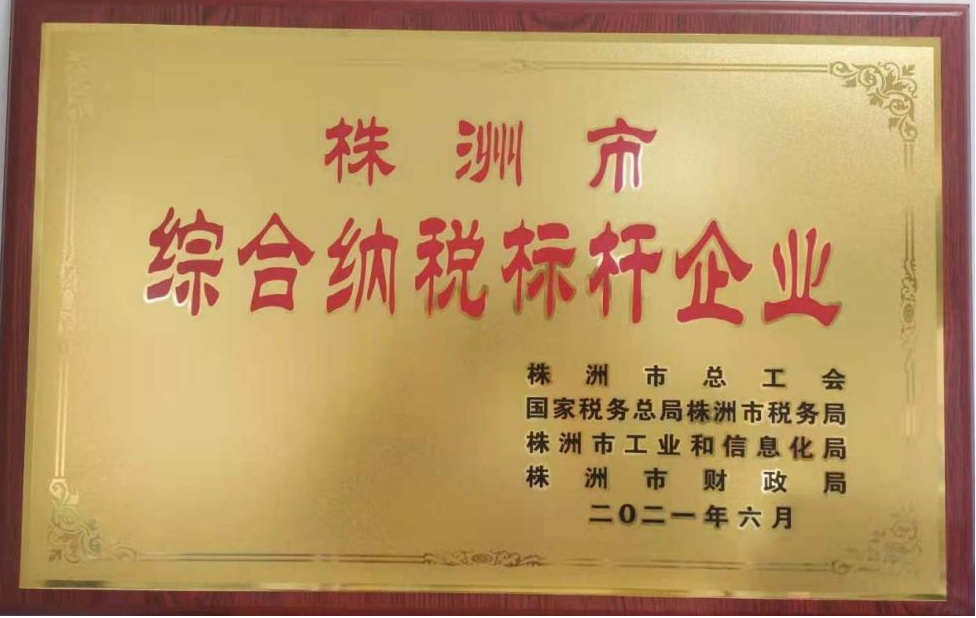 株洲市
综合纳税标杆企业
株洲市总工会
国家税务总局株洲市税务局
株洲市工业和信息化局
株洲市财政局
二〇二一年六月